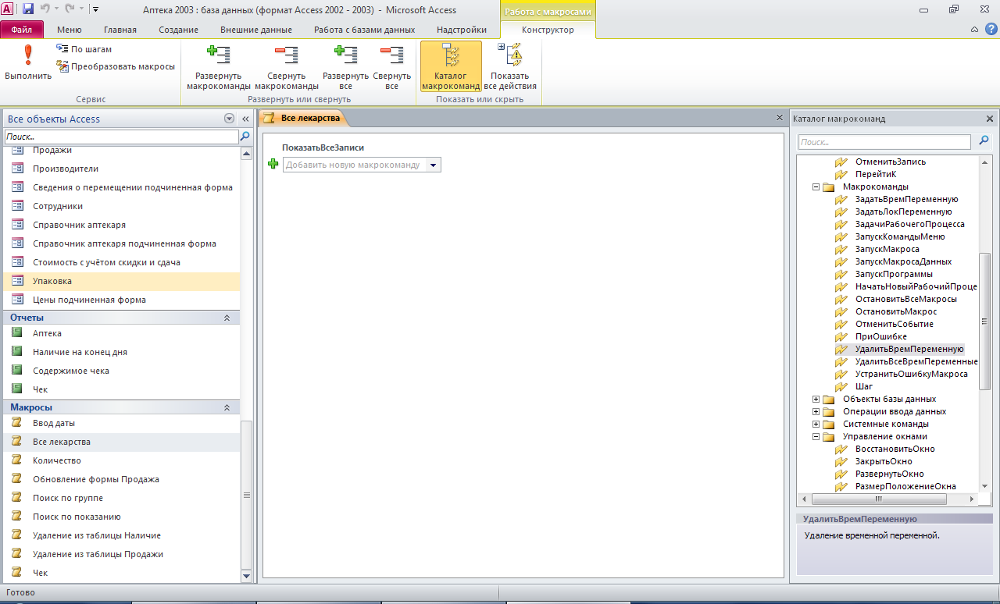 Аптека 2003 : база данных (формат Access 2002 - 2003) - Microsoft Access
Работа с макросами
Файл
Меню
Главная
Создание
Внешние данные
Работа с базами данных
Надстройки
Конструктор
Выполнить
По шагам
Преобразовать макросы
Сервис
Развернуть макрокоманды
Свернуть макрокоманды
Развернуть все
Свернуть все
Развернуть или свернуть
Каталог макрокоманд
Показать все действия
Показать или скрыть
Все объекты Access
Поиск...
Продажи
Производители
Сведения о перемещении подчиненная форма
Сотрудники
Справочник аптекаря
Справочник аптекаря подчиненная форма
Стоимость с учётом скидки и сдача
Упаковка
Цены подчиненная форма
Отчеты
Аптека
Наличие на конец дня
Содержимое чека
Чек
Макросы
Ввод даты
Все лекарства
Количество
Обновление формы Продажа
Поиск по группе
Поиск по показанию
Удаление из таблицы Наличие
Удаление из таблицы Продажи
Чек
Все лекарства
ПоказатьВсеЗаписи
Добавить новую макрокоманду
Каталог макрокоманд
Поиск...
ОтменитьЗапись
ПерейтиК
Макрокоманды
ЗадатьВремПеременную
ЗадатьЛокПеременную
ЗадачиРабочегоПроцесса
ЗапускКомандыМеню
ЗапускМакроса
ЗапускМакросаДанных
ЗапускПрограммы
НачатьНовыйРабочийПроце
ОстановитьВсеМакросы
ОстановитьМакрос
ОтменитьСобытие
ПриОшибке
УдалитьВремПеременную
УдалитьВсеВремПеременные
УстранитьОшибкуМакроса
Шаг
Объекты базы данных
Операции ввода данных
Системные команды
Управление окнами
ВосстановитьОкно
ЗакрытьОкно
РазвернутьОкно
РазмерПоложениеОкна
УдалитьВремПеременную
Удаление временной переменной.
Готово